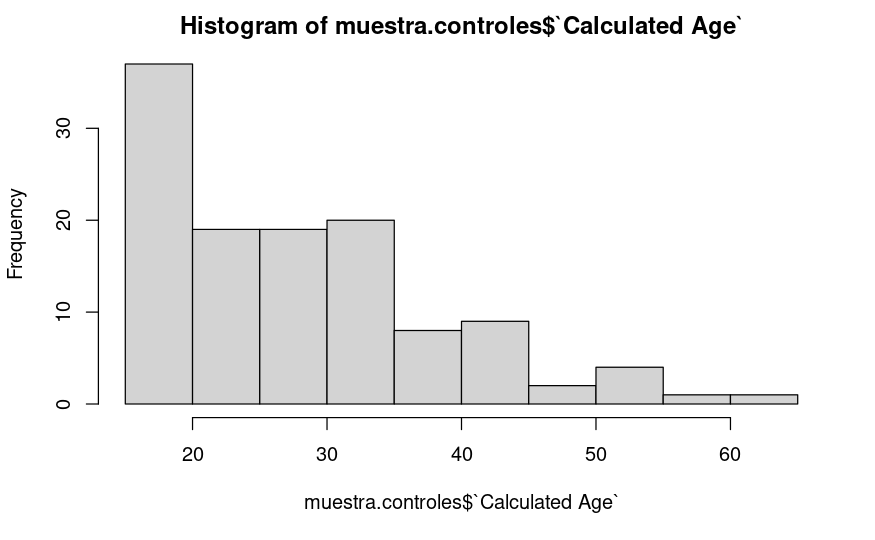 Histogram of muestra.controles$`Calculated Age`
Frequency
30
20
10
0
20 30 40 50 60
muestra.controles$`Calculated Age`